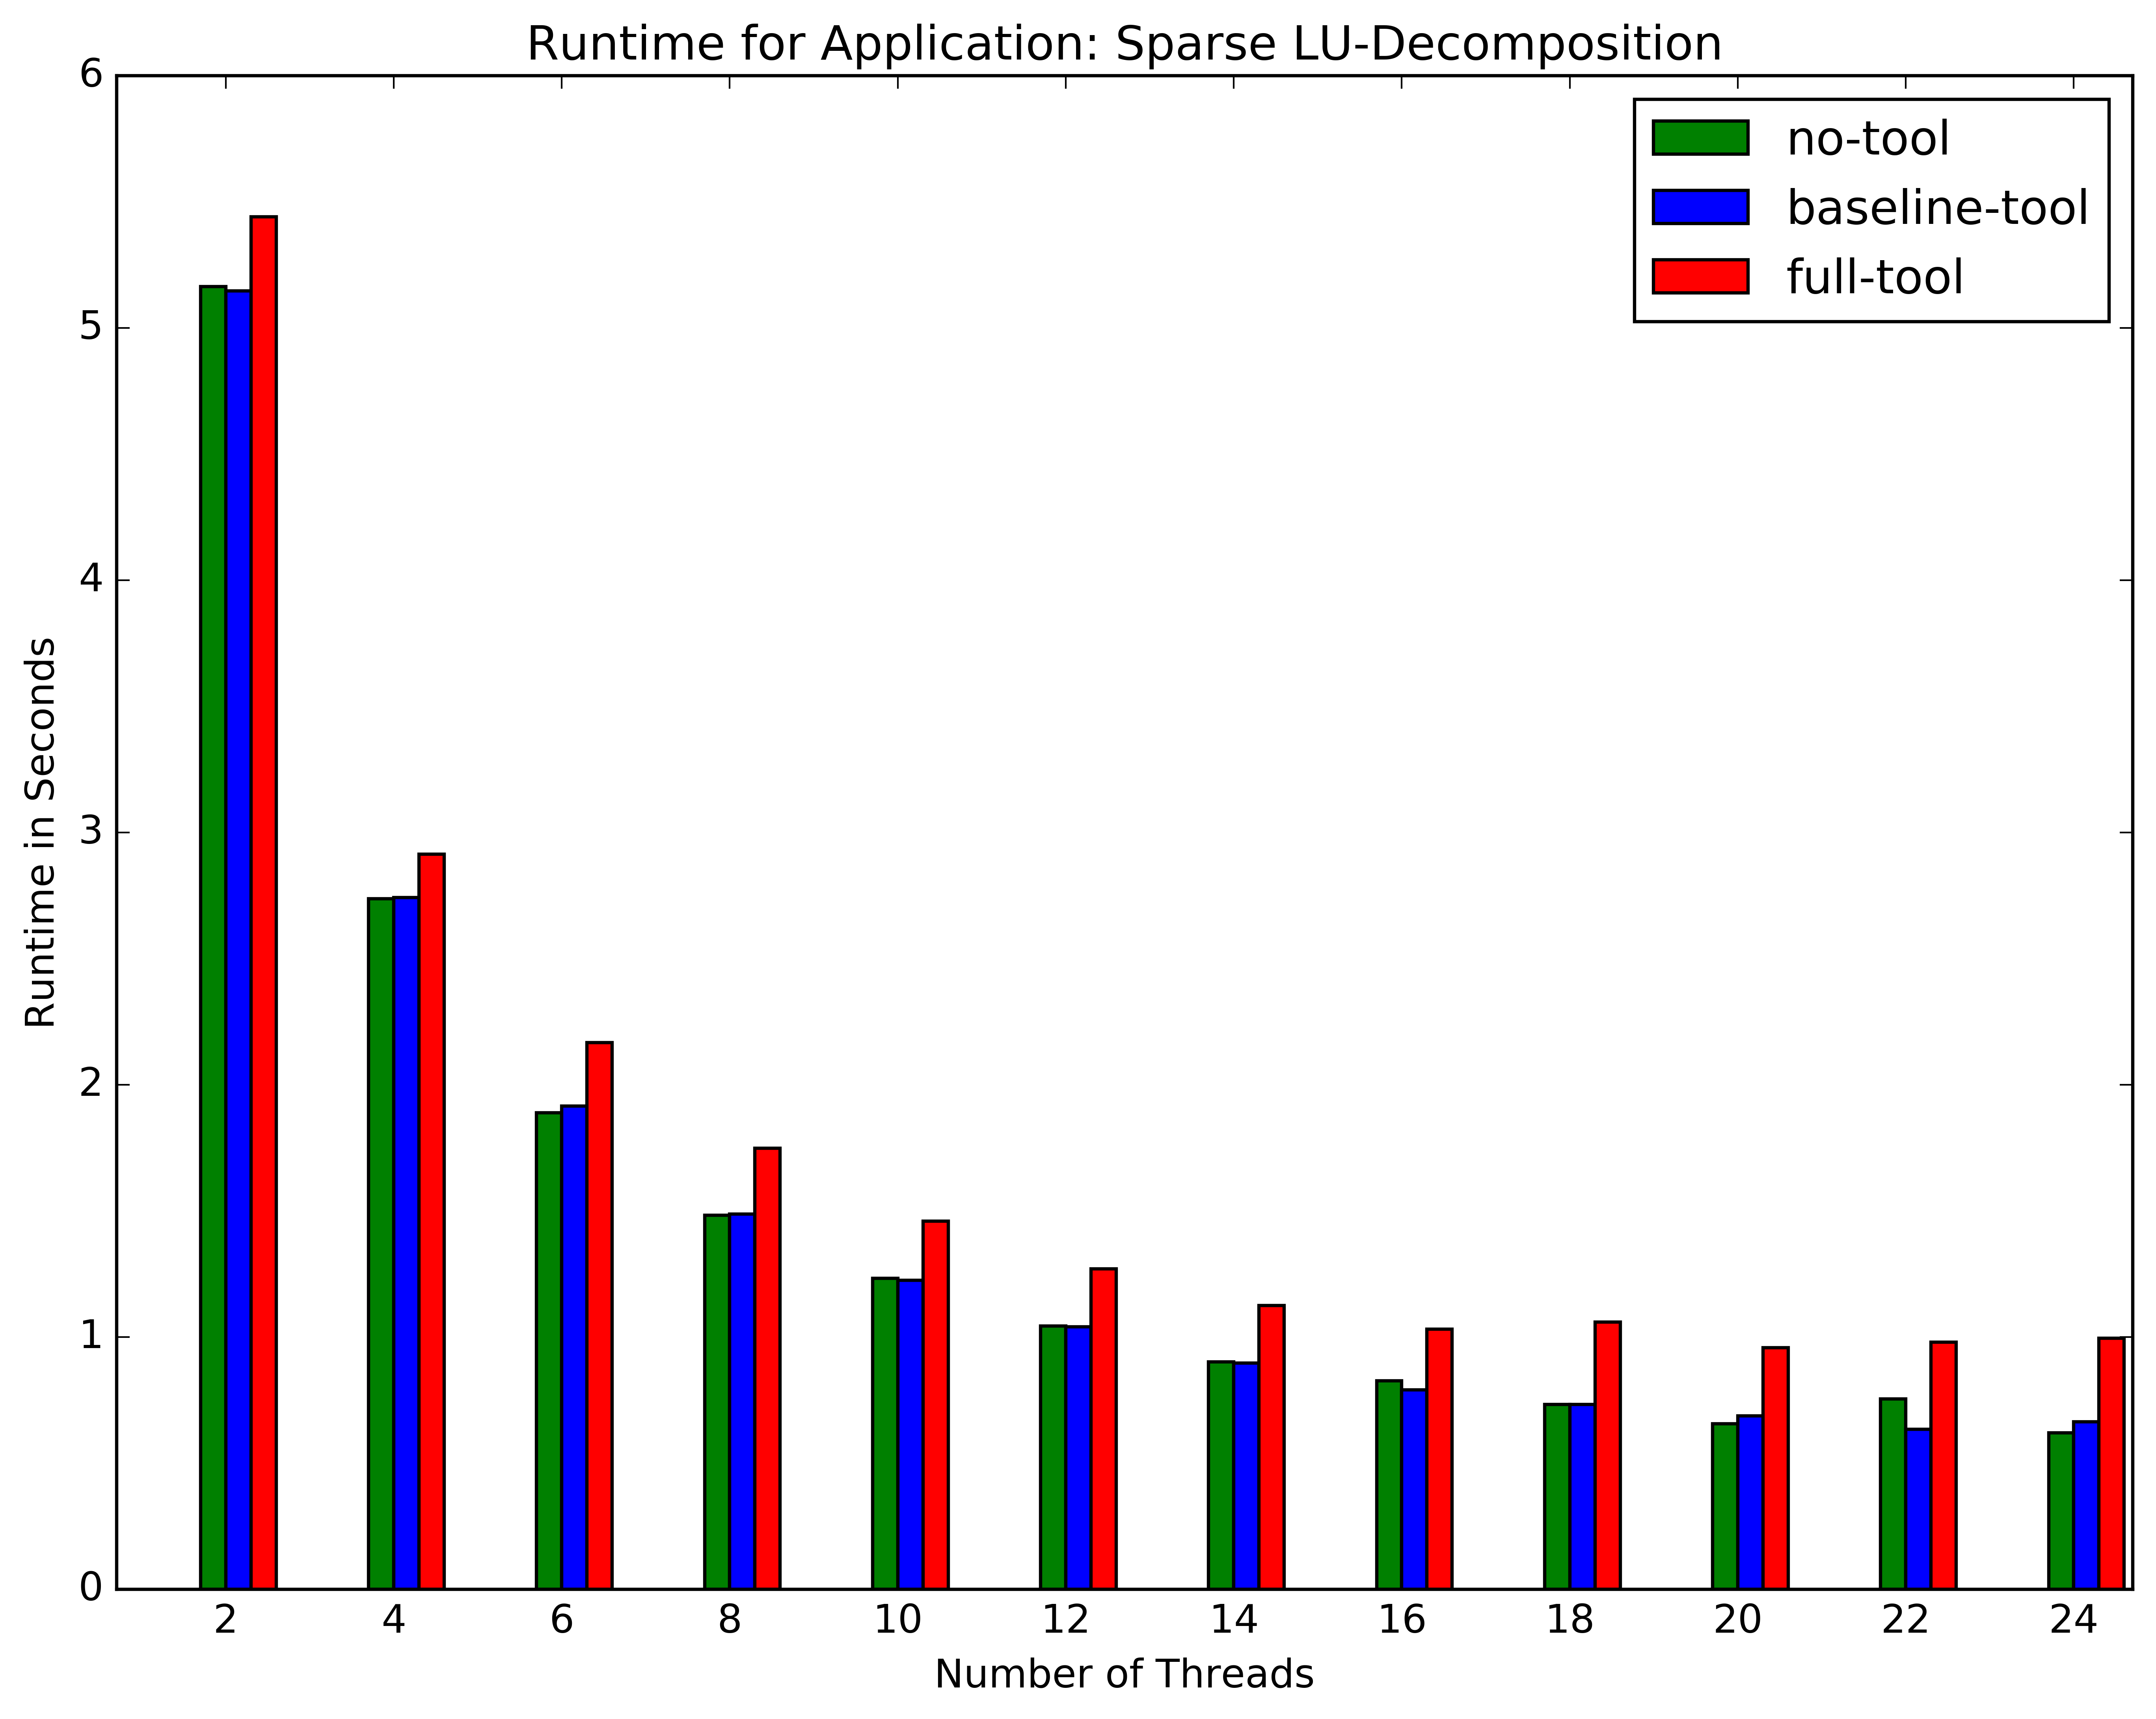 Runtime for Application: Sparse LU-Decomposition
6
5
4
3
2
1
0
Runtime in Seconds
no-tool
baseline-tool
full-tool
2 4 6 8 10 12 14 16 18 20 22 24
Number of Threads